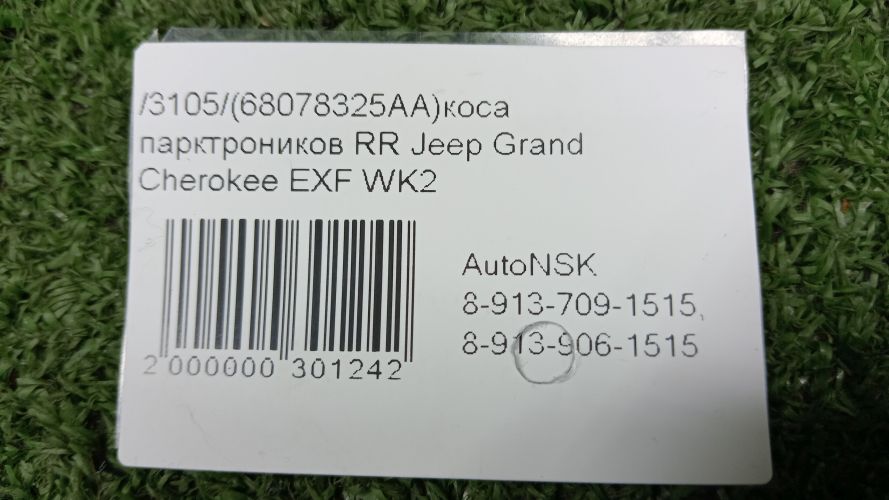 /3105/(68078325AA)коса
парктроников RR Jeep Grand
Cherokee EXF WK2
AutoNSK
8-913-709-1515,
8-913-906-1515
2 000000 301242